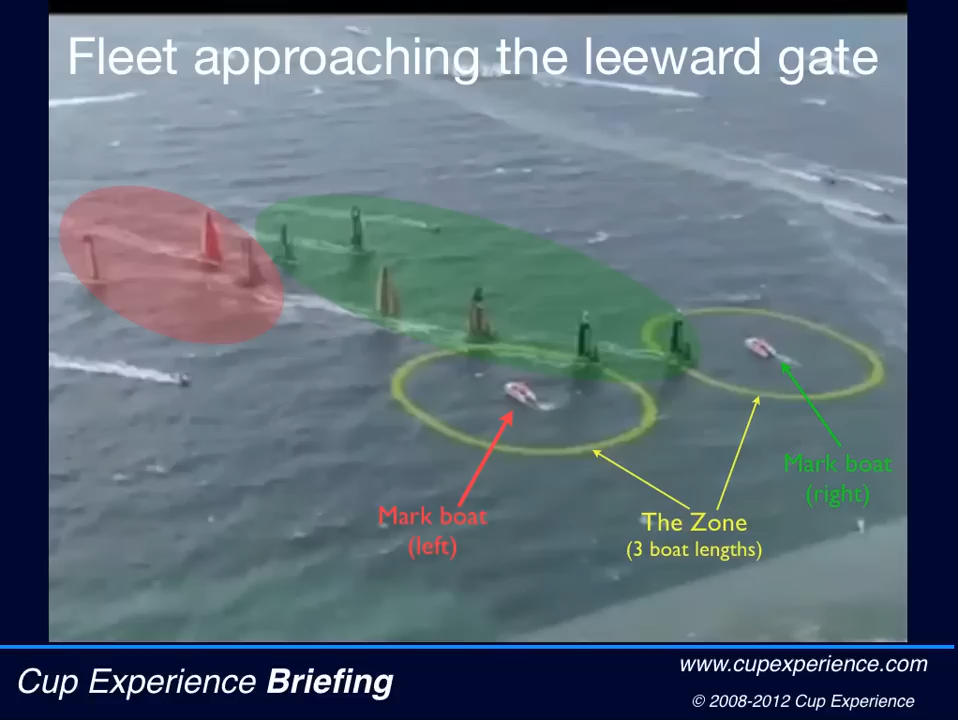 Fleet approaching the leeward gate
Mark boat
(right)
Mark boat
(left)
The Zone
(3 boat lengths)
Cup Experience Briefing
www.cupexperience.com
© 2008-2012 Cup Experience